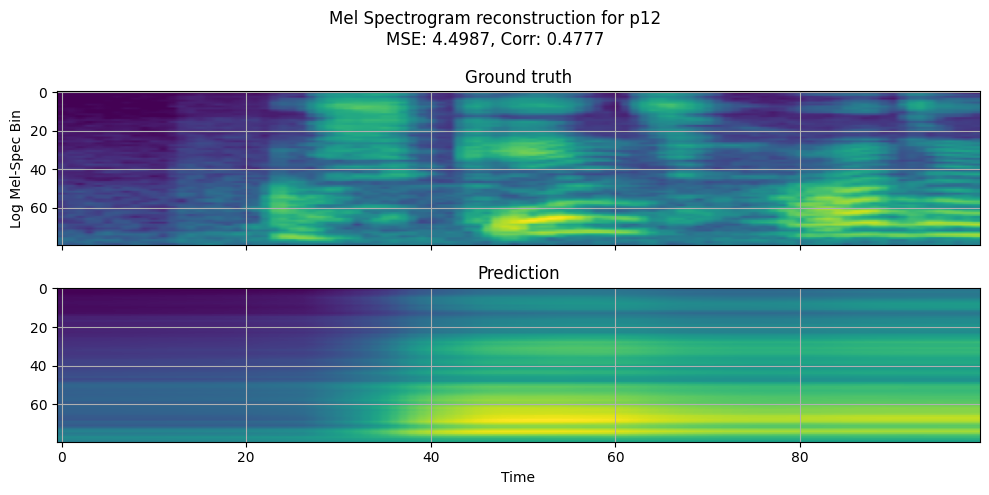 Mel Spectrogram reconstruction for p12
MSE: 4.4987, Corr: 0.4777
Ground truth
Log Mel-Spec Bin
0
20
40
60
Prediction
0
20
40
60
0 20 40 60 80
Time